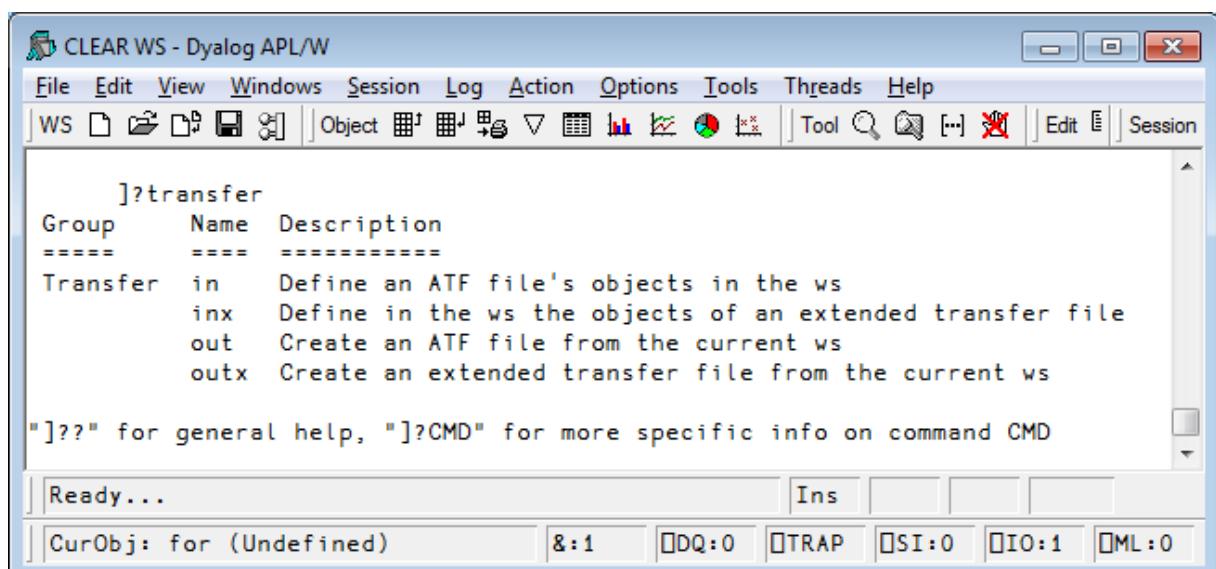 CLEAR WS - Dyalog APL/W
File Edit View Windows Session Log Action Options Tools Threads Help
WS Object Tool Edit Session
]?transfer
Group Name Description
===== ==== ===========
Transfer in Define an ATF file's objects in the ws
inx Define in the ws the objects of an extended transfer file
out Create an ATF file from the current ws
outx Create an extended transfer file from the current ws
"]??" for general help, "]?CMD" for more specific info on command CMD
Ready... Ins
CurObj: for (Undefined) &:1 ⎕DQ:0 ⎕TRAP ⎕SI:0 ⎕IO:1 ⎕ML:0